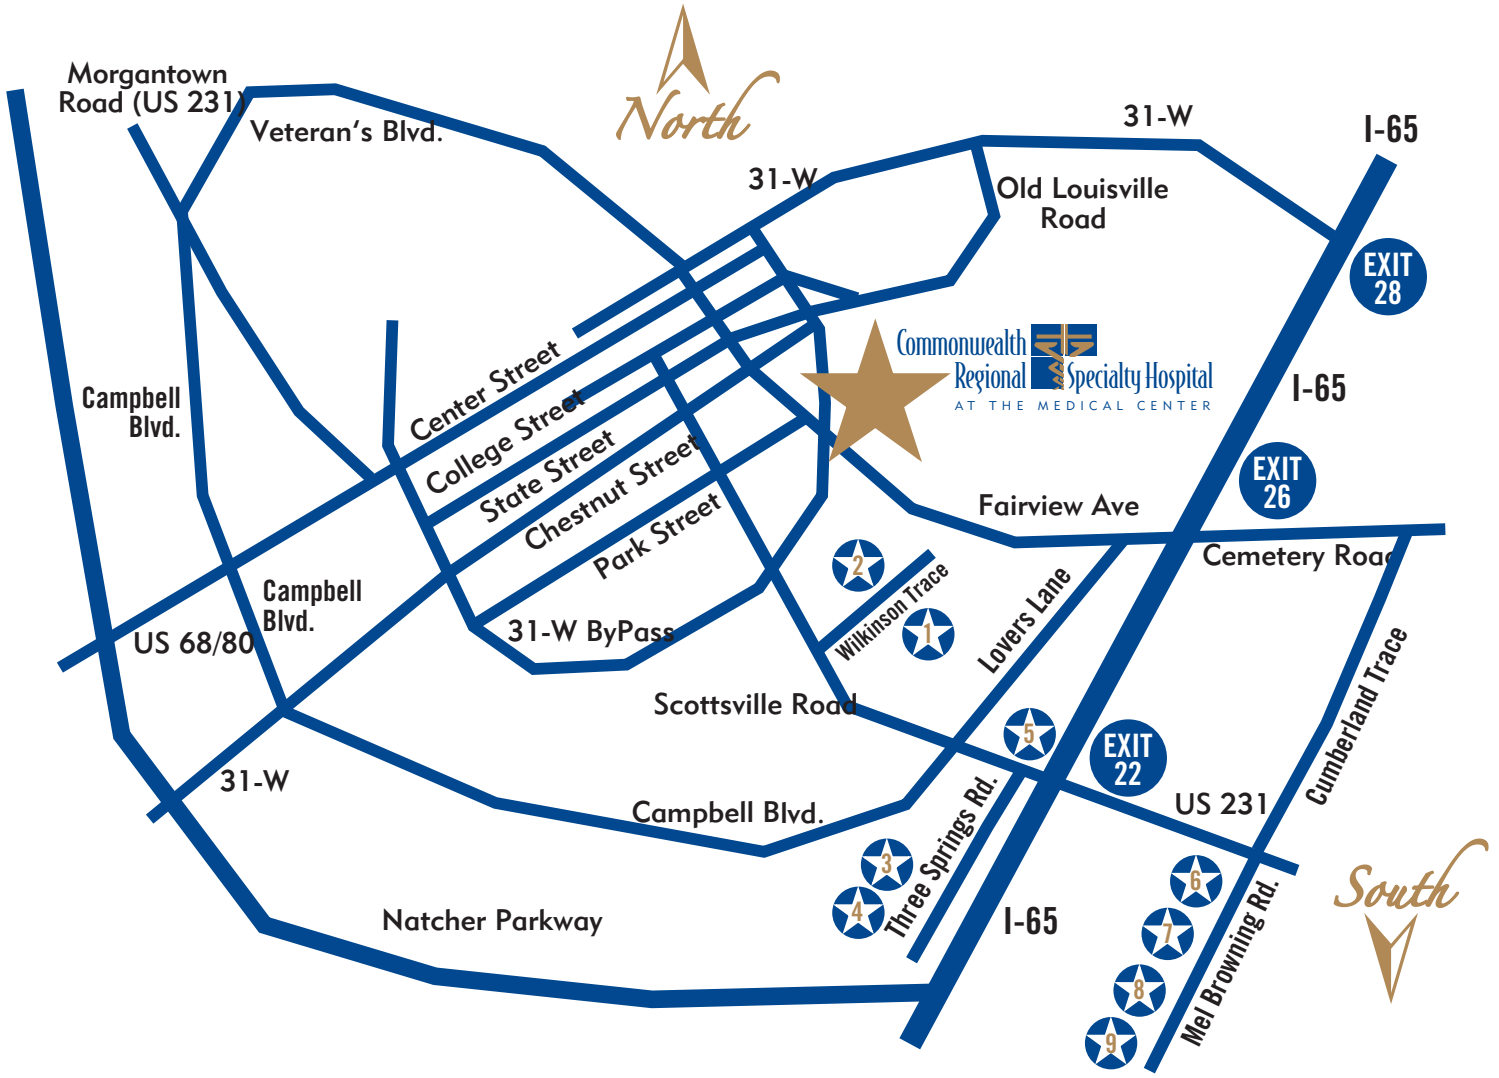 North
Morgantown
Road (US 231)
Veteran's Blvd.
31-W
I-65
31-W
Old Louisville
Road
EXIT
28
Commonwealth
Regional Specialty Hospital
AT THE MEDICAL CENTER
I-65
Campbell
Blvd.
Center Street
College Street
State Street
Chestnut Street
Park Street
EXIT
26
Fairview Ave
Cemetery Road
2
Wilkinson Trace
1
Lovers Lane
Campbell
Blvd.
US 68/80
31-W ByPass
Scottsville Road
5
EXIT
22
Cumberland Trace
31-W
Campbell Blvd.
US 231
Three Springs Rd.
3
4
6
7
8
9
Mel Browning Rd.
I-65
Natcher Parkway
South